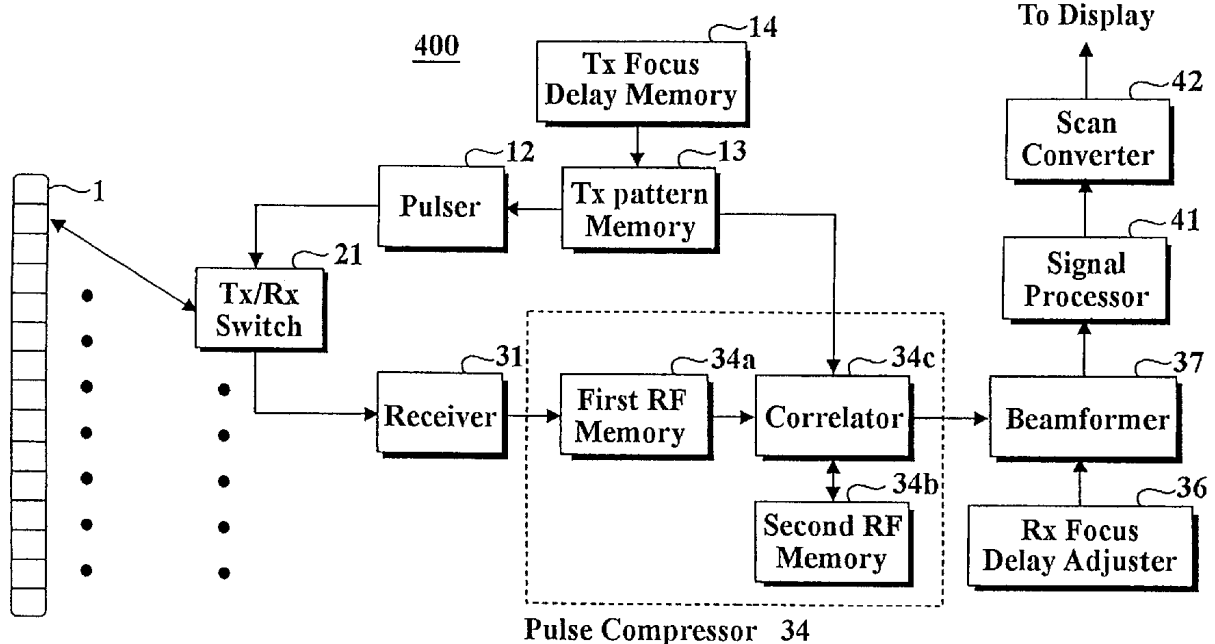 To Display
400
14
Tx Focus
Delay Memory
42
Scan
Converter
12
Pulser
13
Tx pattern
Memory
1
21
Tx/Rx
Switch
41
Signal
Processor
31
Receiver
34a
First RF
Memory
34c
Correlator
37
Beamformer
34b
Second RF
Memory
36
Rx Focus
Delay Adjuster
Pulse Compressor 34